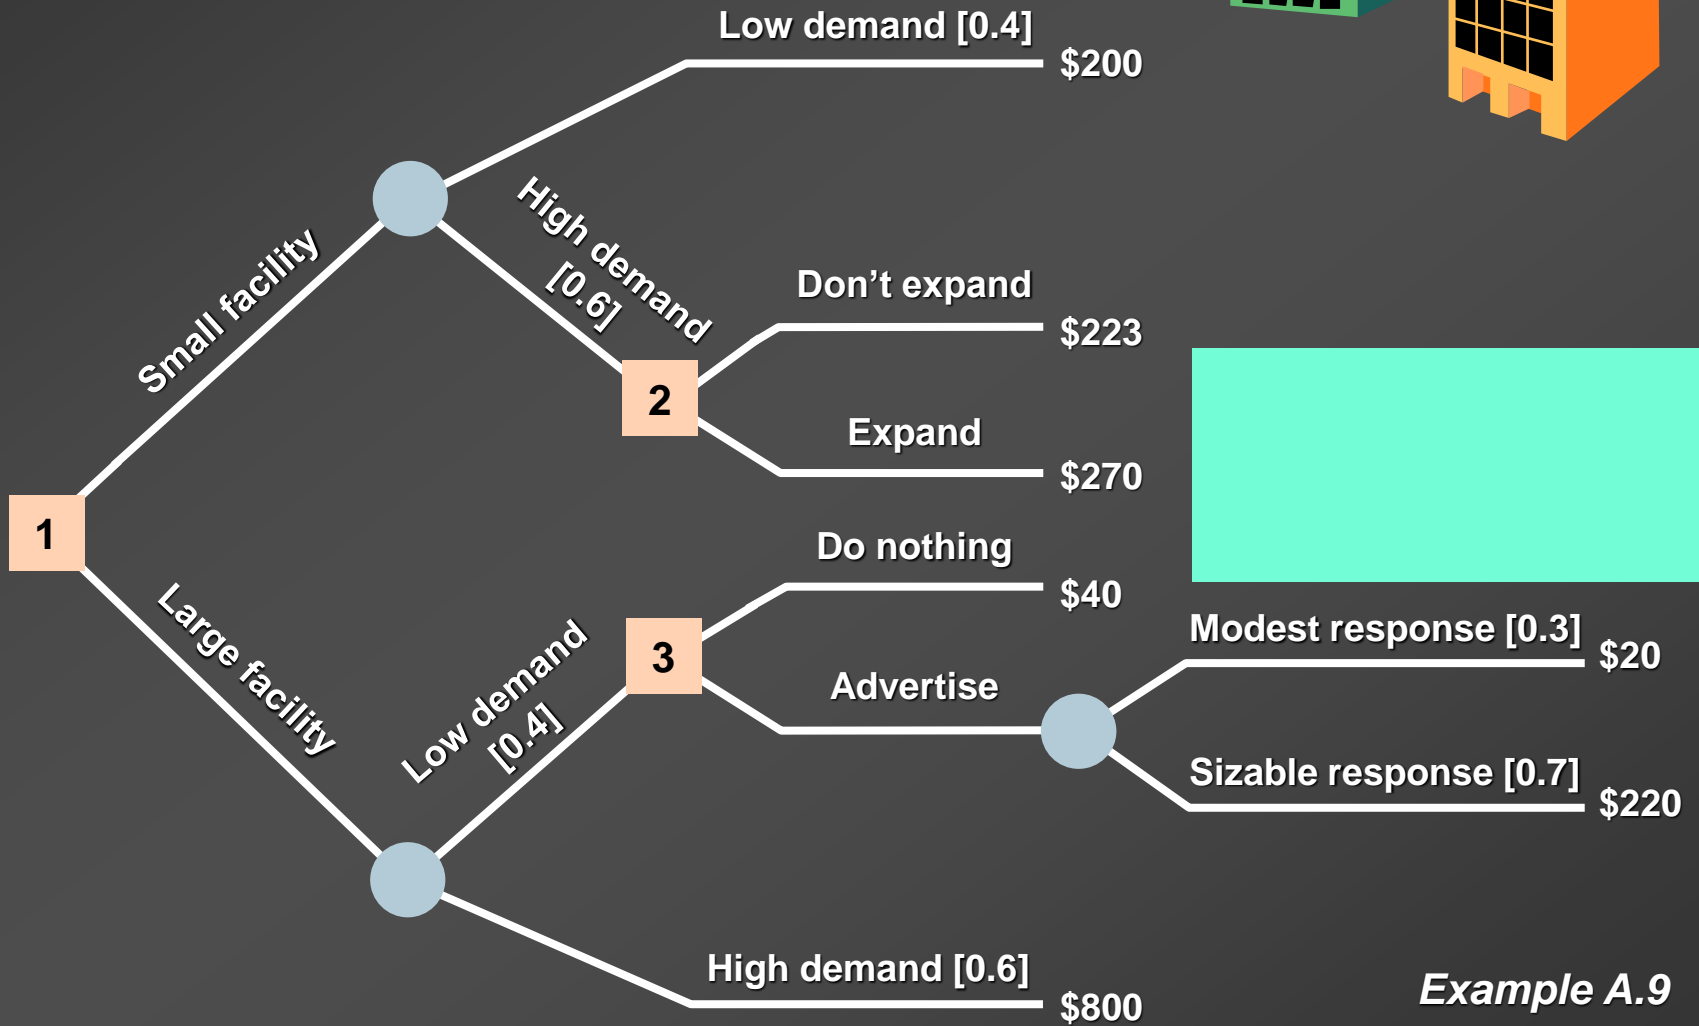 Low demand [0.4]
$200
Small facility
High demand
[0.6]
Don’t expand
$223
2
Expand
$270
1
Do nothing
$40
Large facility
Low demand
[0.4]
3
Modest response [0.3]
$20
Advertise
Sizable response [0.7]
$220
High demand [0.6]
$800
Example A.9